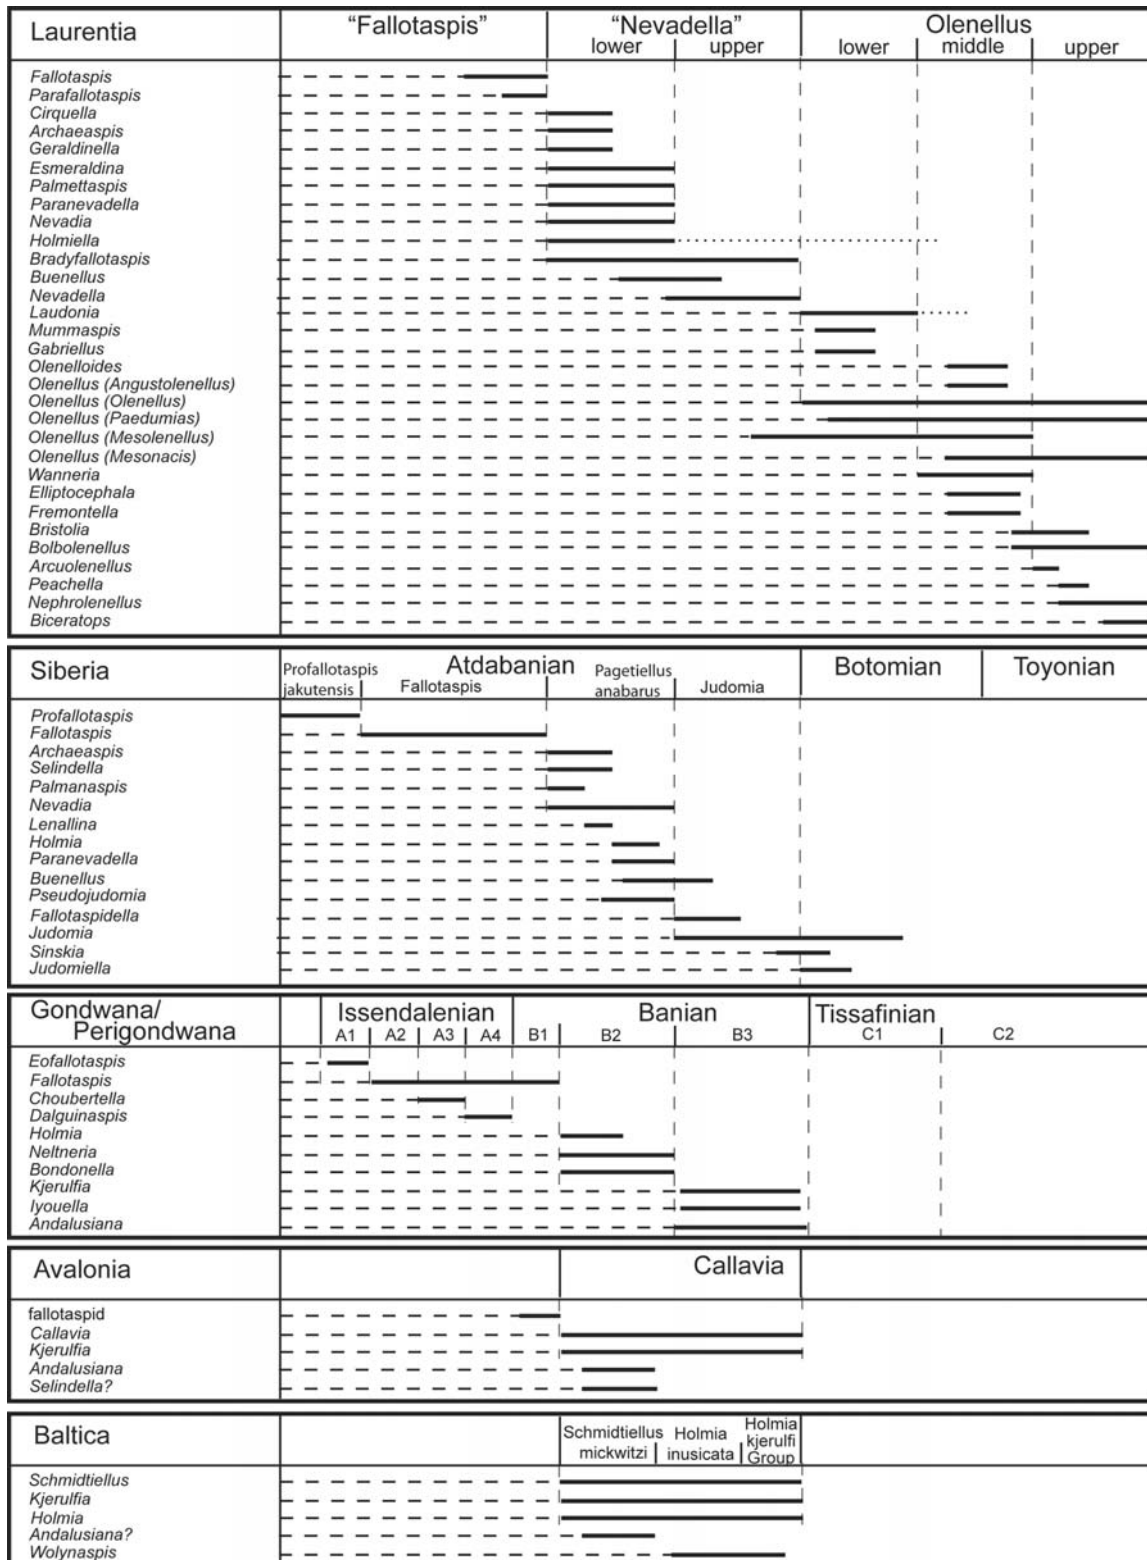 Laurentia
“Fallotaspis” “Nevadella” Olenellus
lower upper lower middle upper
Fallotaspis
Parafallotaspis
Cirquella
Archaeaspis
Geraldinella
Esmeraldina
Palmettaspis
Paranevadella
Nevadia
Holmiella
Bradyfallotaspis
Buenellus
Nevadella
Laudonia
Mummaspis
Gabriellus
Olenelloides
Olenellus (Angustolenellus)
Olenellus (Olenellus)
Olenellus (Paedumias)
Olenellus (Mesolenellus)
Olenellus (Mesonacis)
Wanneria
Elliptocephala
Fremontella
Bristolia
Bolbolenellus
Arcuolenellus
Peachella
Nephrolenellus
Biceratops
Siberia
Atdabanian Botomian Toyonian
Profallotaspis
jakutensis
Fallotaspis
Pagetiellus
anabarus
Judomia
Profallotaspis
Fallotaspis
Archaeaspis
Selindella
Palmanaspis
Nevadia
Lenallina
Holmia
Paranevadella
Buenellus
Pseudojudomia
Fallotaspidella
Judomia
Sinskia
Judomiella
Gondwana/
Perigondwana
Issendalenian Banian Tissafinian
A1 A2 A3 A4 B1 B2 B3 C1 C2
Eofallotaspis
Fallotaspis
Choubertella
Dalguinaspis
Holmia
Neltneria
Bondonella
Kjerulfia
Iyouella
Andalusiana
Avalonia
Callavia
fallotaspid
Callavia
Kjerulfia
Andalusiana
Selindella?
Baltica
Schmidtiellus
mickwitzi
Holmia
inusicata
Holmia
kjerulfi
Group
Schmidtiellus
Kjerulfia
Holmia
Andalusiana?
Wolynaspis